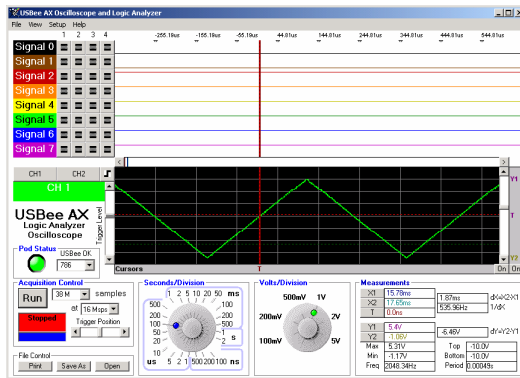 USBee AX Oscilloscope and Logic Analyzer
File View Setup Help
1 2 3 4
-255.19us -155.19us -55.19us 44.81us 144.81us 244.81us 344.81us 444.81us 544.81us
Signal 0
Signal 1
Signal 2
Signal 3
Signal 4
Signal 5
Signal 6
Signal 7
CH1 CH2
CH 1
Y1
T
Y2
USBee AX
Logic Analyzer
Oscilloscope
Trigger Level
Pod Status
USBee OK
786
Cursors T On On
Acquisition Control
Run 38 M samples
at 16 Msps
Stopped
Trigger Position
File Control
Print Save As Open
Seconds/Division
1 2 5 10 20 50 ms
500
200
100
50
20
10
us 5 2 1 500 200 100 ns
100
200
500
Volts/Division
500mV 1V
200mV 2V
100mV 5V
Measurements
X1 15.78ms
X2 17.65ms
T 0.0ns
1.87ms dX=X2-X1
535.96Hz 1/dX
Y1 5.4V
Y2 -1.06V
-6.46V dY=Y2-Y1
Max 5.31V Top -10.0V
Min -1.17V Bottom -10.0V
Freq 2048.34Hz Period 0.00049s